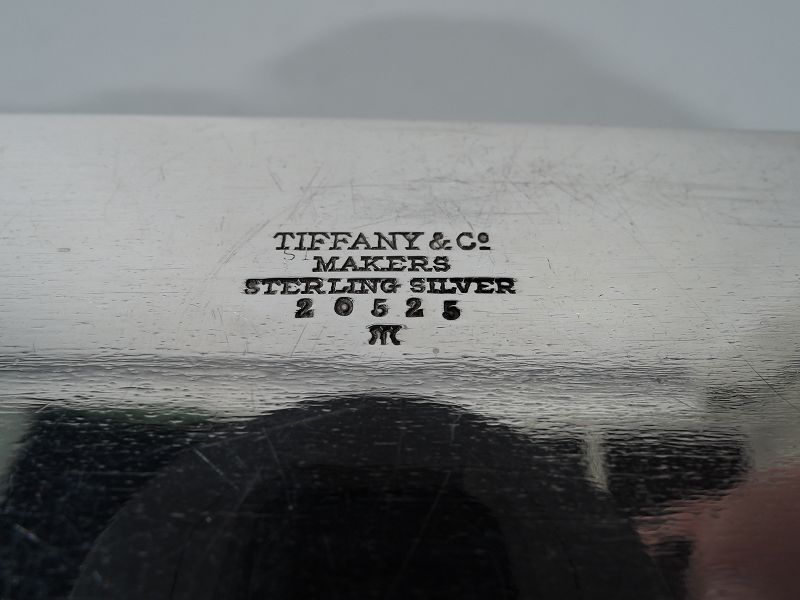 TIFFANY & Cº
MAKERS
STERLING SILVER
20525
M